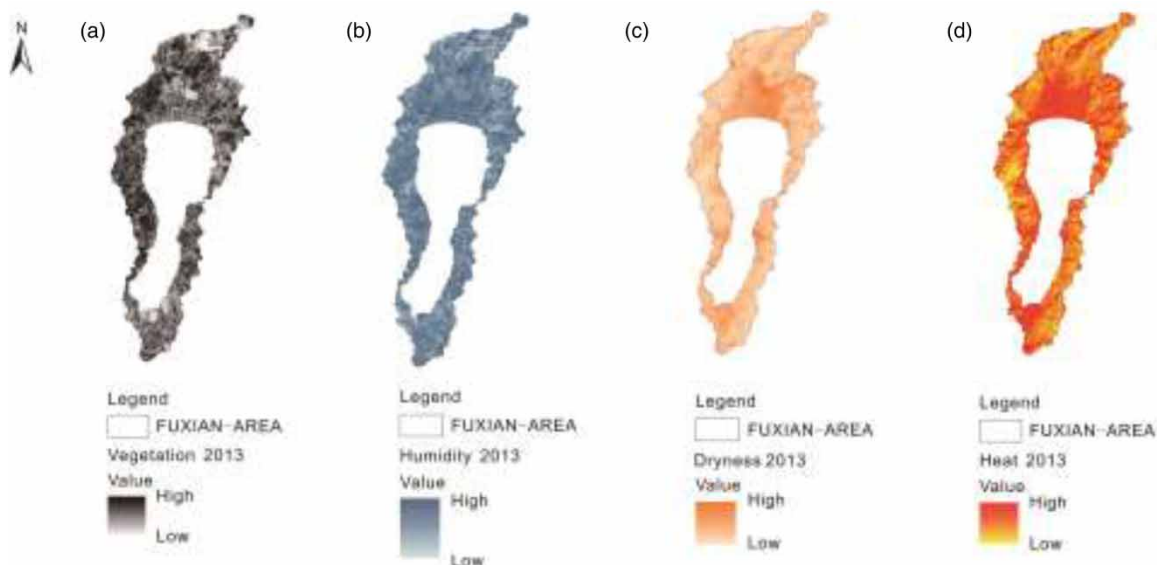 N
(a)
(b)
(c)
(d)
Legend
FUXIAN-AREA
Vegetation 2013
Value
High
Low
Legend
FUXIAN-AREA
Humidity 2013
Value
High
Low
Legend
FUXIAN-AREA
Dryness 2013
Value
High
Low
Legend
FUXIAN-AREA
Heat 2013
Value
High
Low